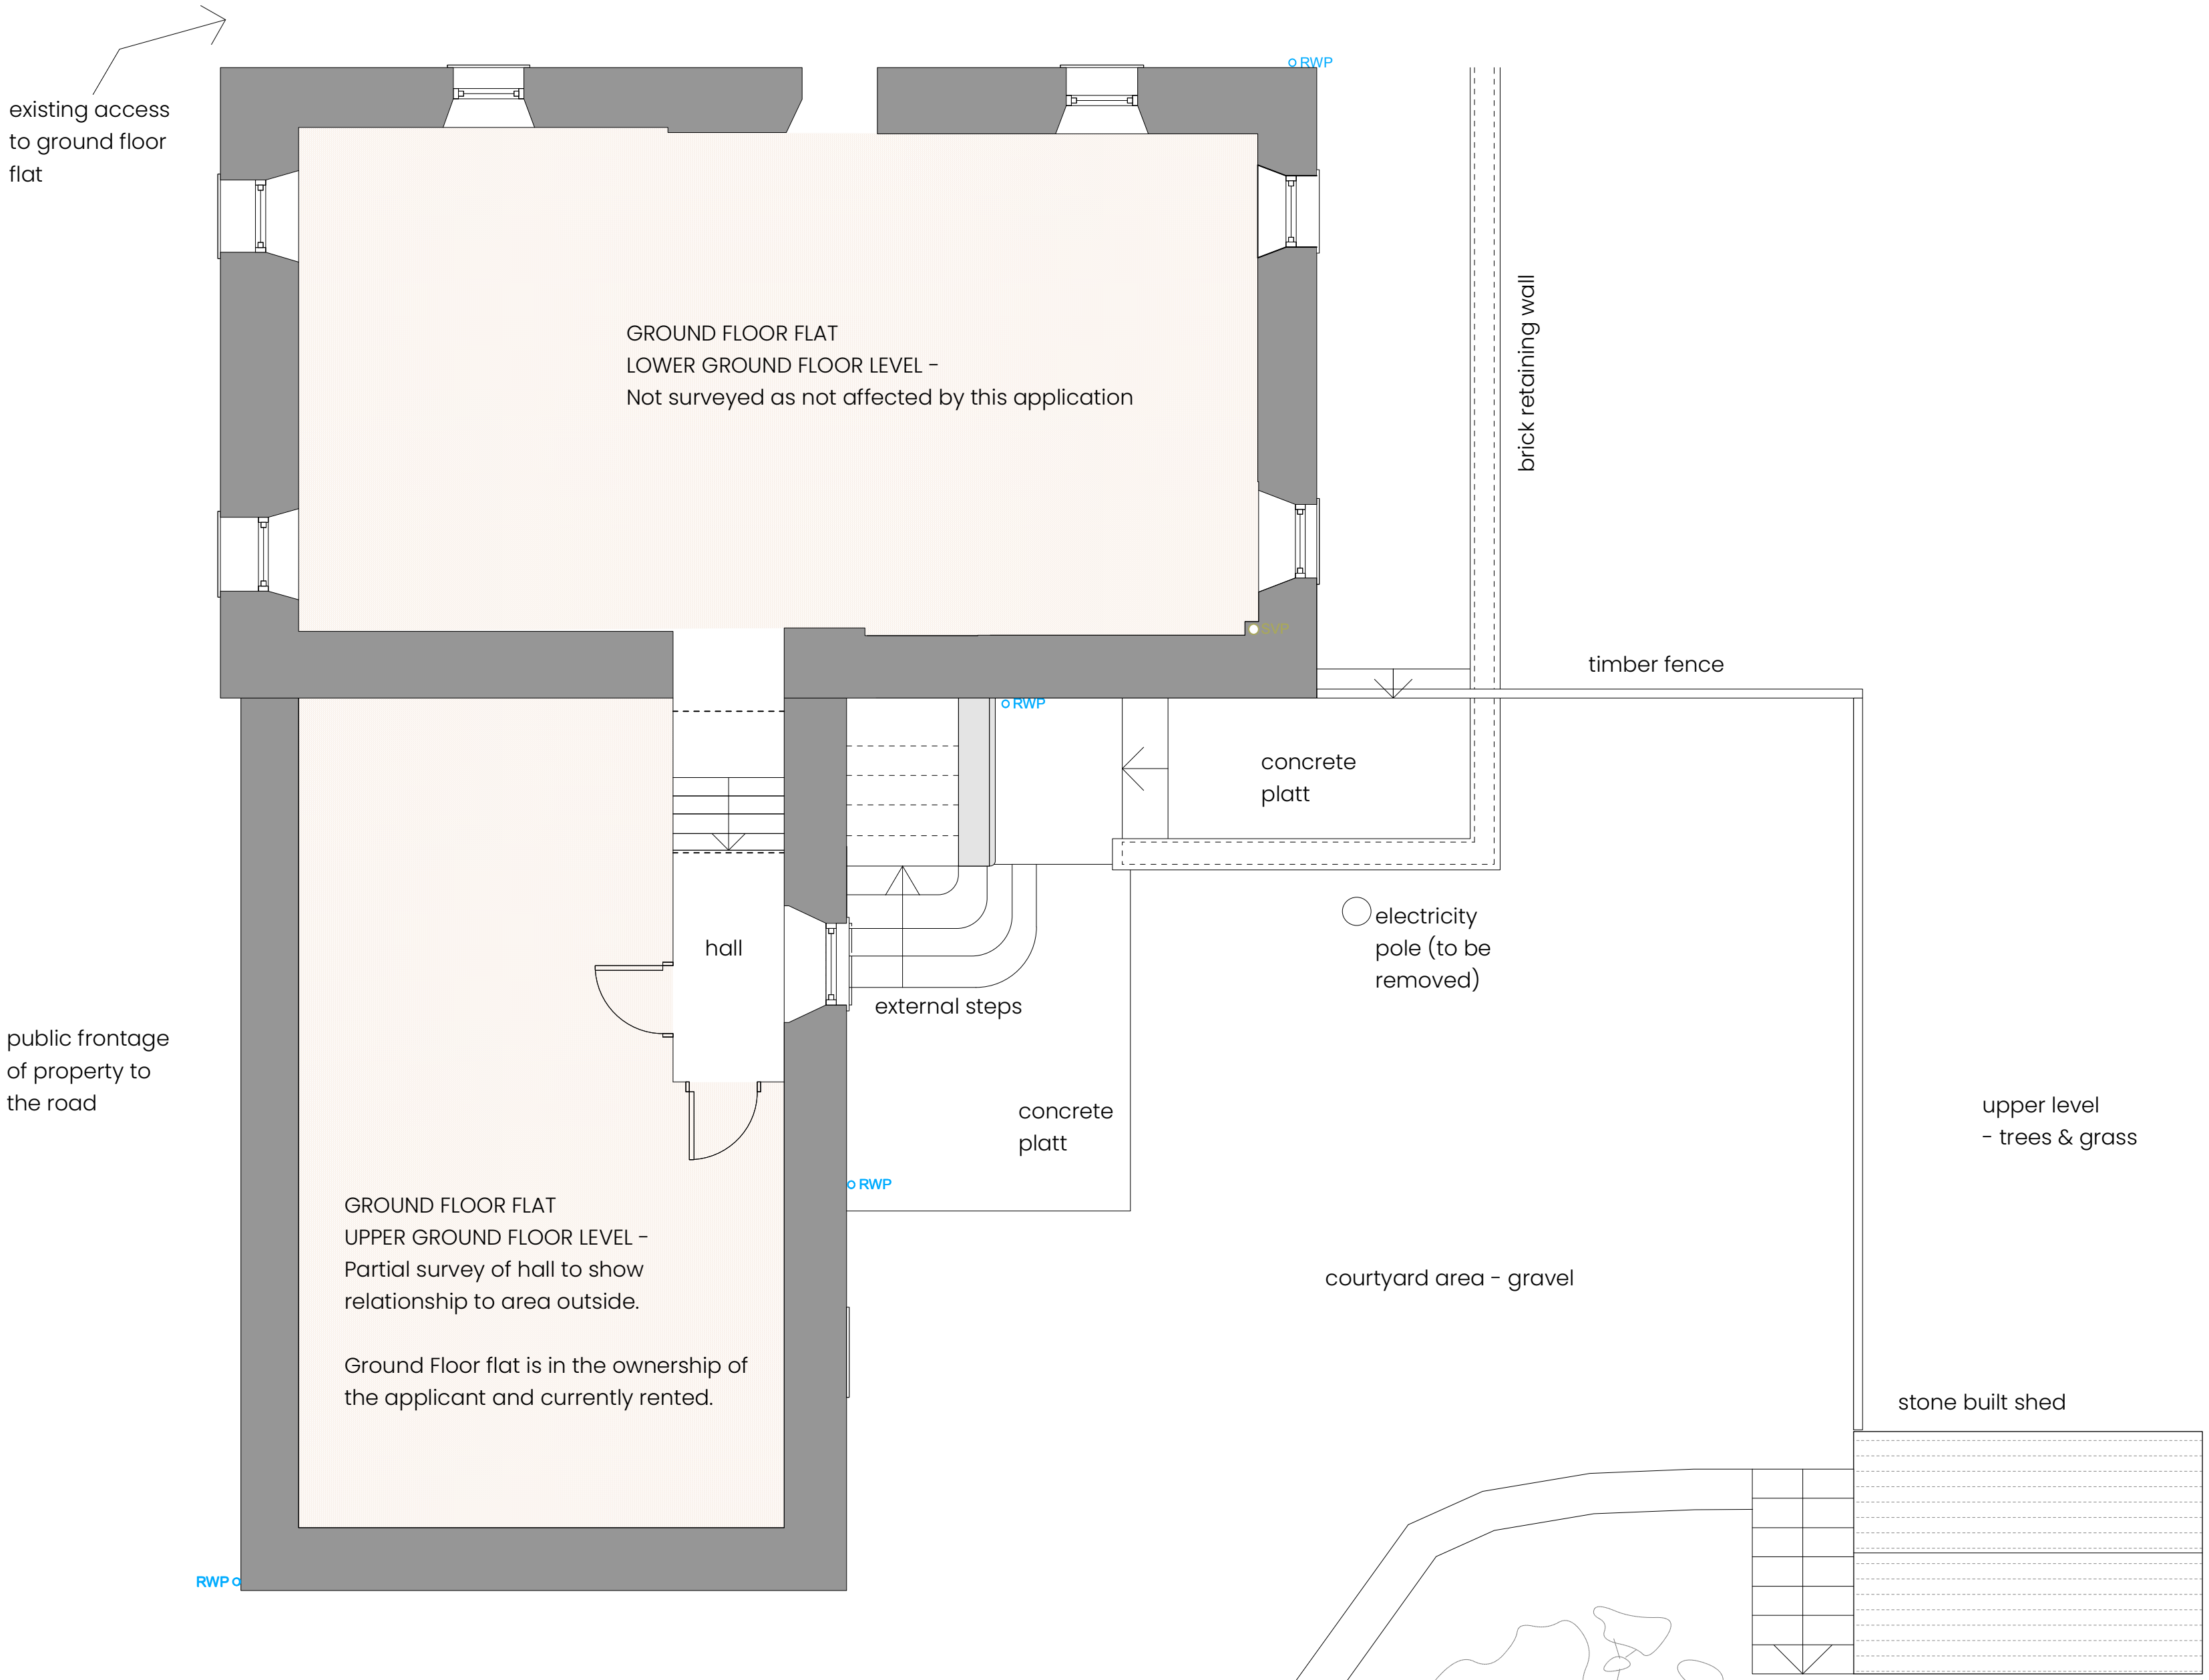 RWP
existing access
to ground floor
flat
GROUND FLOOR FLAT
LOWER GROUND FLOOR LEVEL -
Not surveyed as not affected by this application
brick retaining wall
SVP
timber fence
RWP
concrete
platt
electricity
pole (to be
removed)
hall
external steps
public frontage
of property to
the road
concrete
platt
upper level
- trees & grass
RWP
GROUND FLOOR FLAT
UPPER GROUND FLOOR LEVEL -
Partial survey of hall to show
relationship to area outside.
Ground Floor flat is in the ownership of
the applicant and currently rented.
courtyard area - gravel
stone built shed
RWP